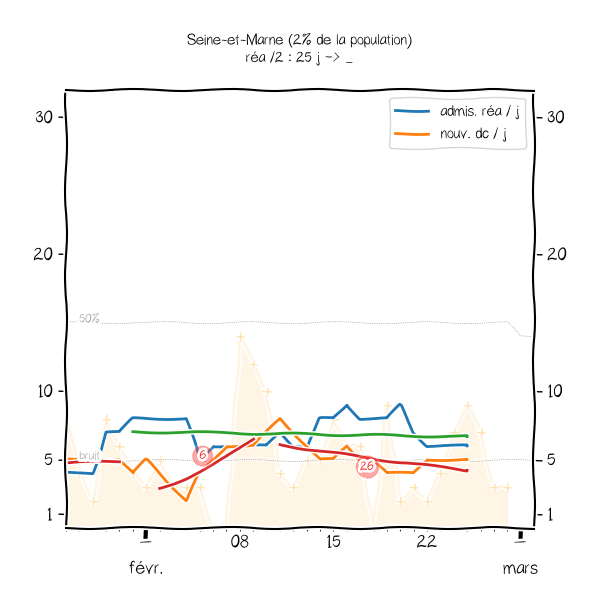 Seine-et-Marne (2% de la population)
réa /2 : 25 j -> _
admis. réa / j
nouv. dc / j
30
30
20
20
50%
10
10
bruit
6
26
5
5
1
1
08
15
22
févr.
mars